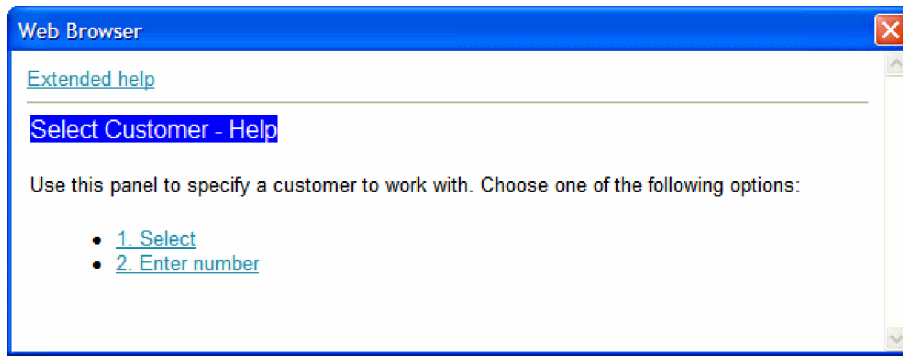 Web Browser
Extended help
Select Customer - Help
Use this panel to specify a customer to work with. Choose one of the following options:
• 1. Select
• 2. Enter number